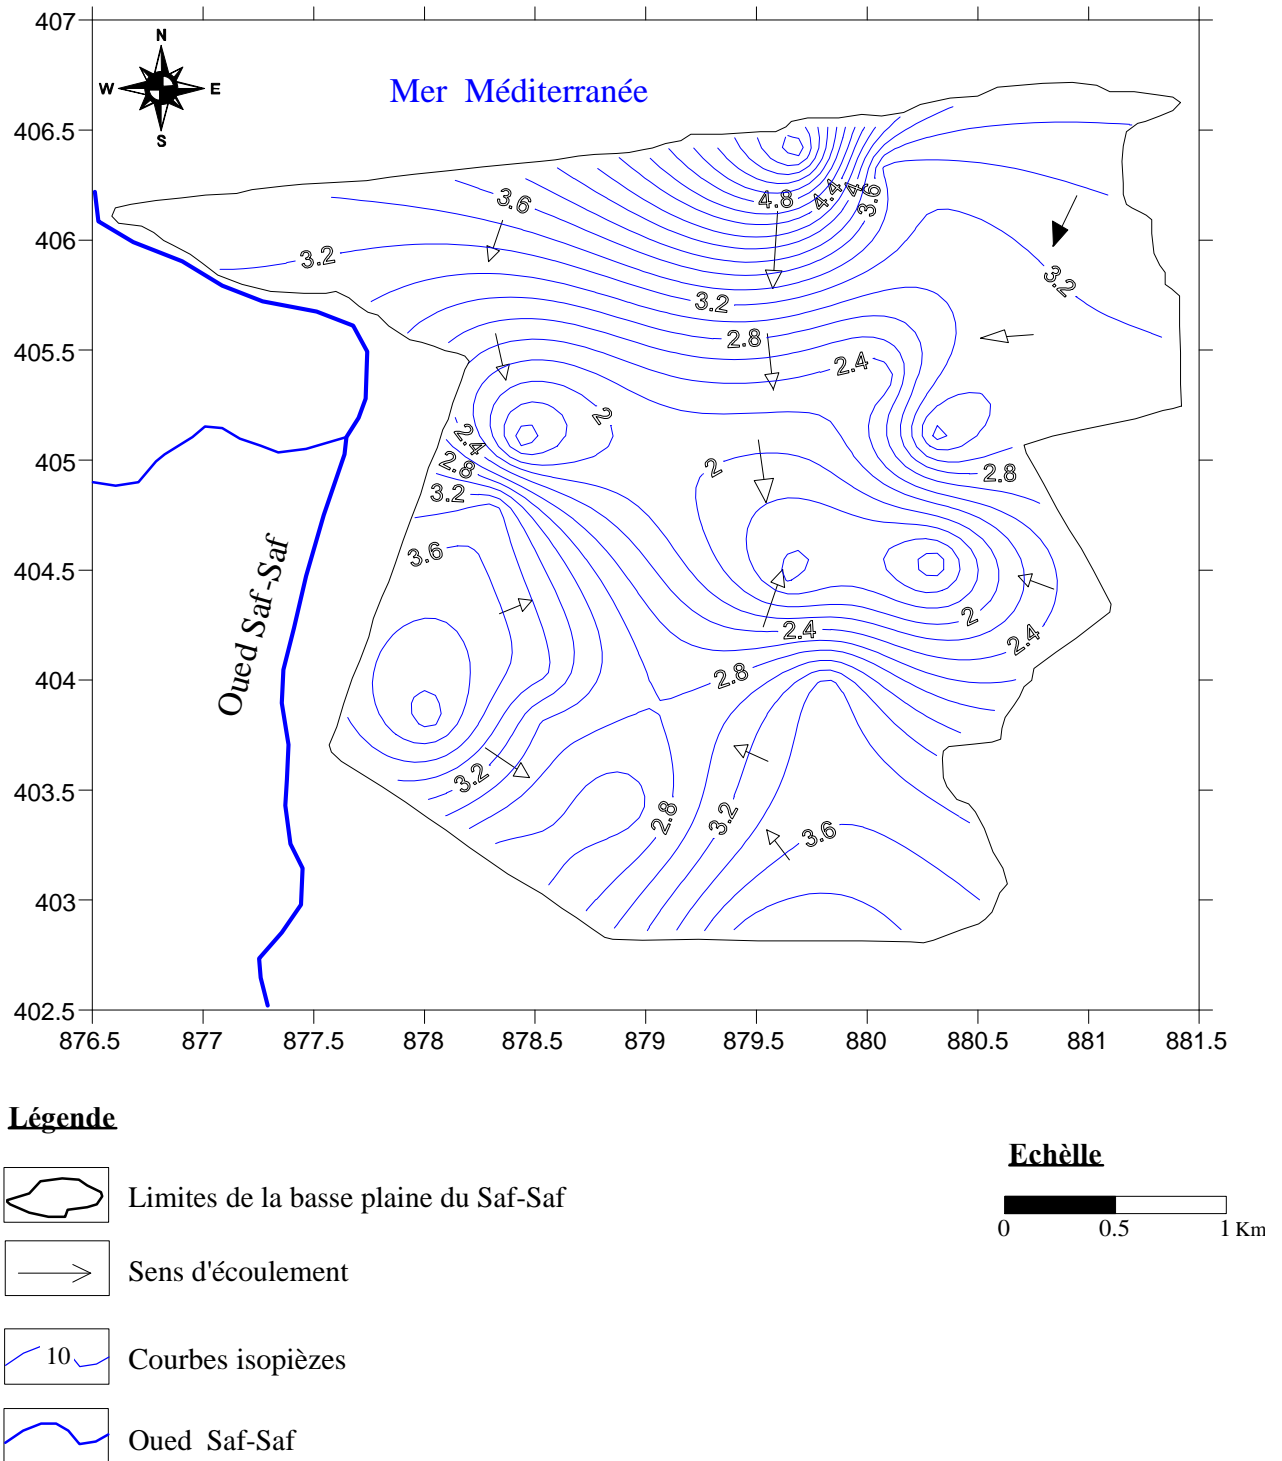 407
N
W E
S
Mer Méditerranée
406.5
3.6
4.8 4.4 4 3.6
406
3.2
3.2
3.2
405.5
2.8
2.4
2
2.4
405
2.8
2
2.8
3.2
3.6
404.5
Oued Saf-Saf
2
2.4
2.4
404
2.8
403.5
3.2
2.8
3.2
3.6
403
402.5
876.5 877 877.5 878 878.5 879 879.5 880 880.5 881 881.5
Légende
Echèlle
Limites de la basse plaine du Saf-Saf
0 0.5 1 Km
Sens d'écoulement
10 Courbes isopièzes
Oued Saf-Saf